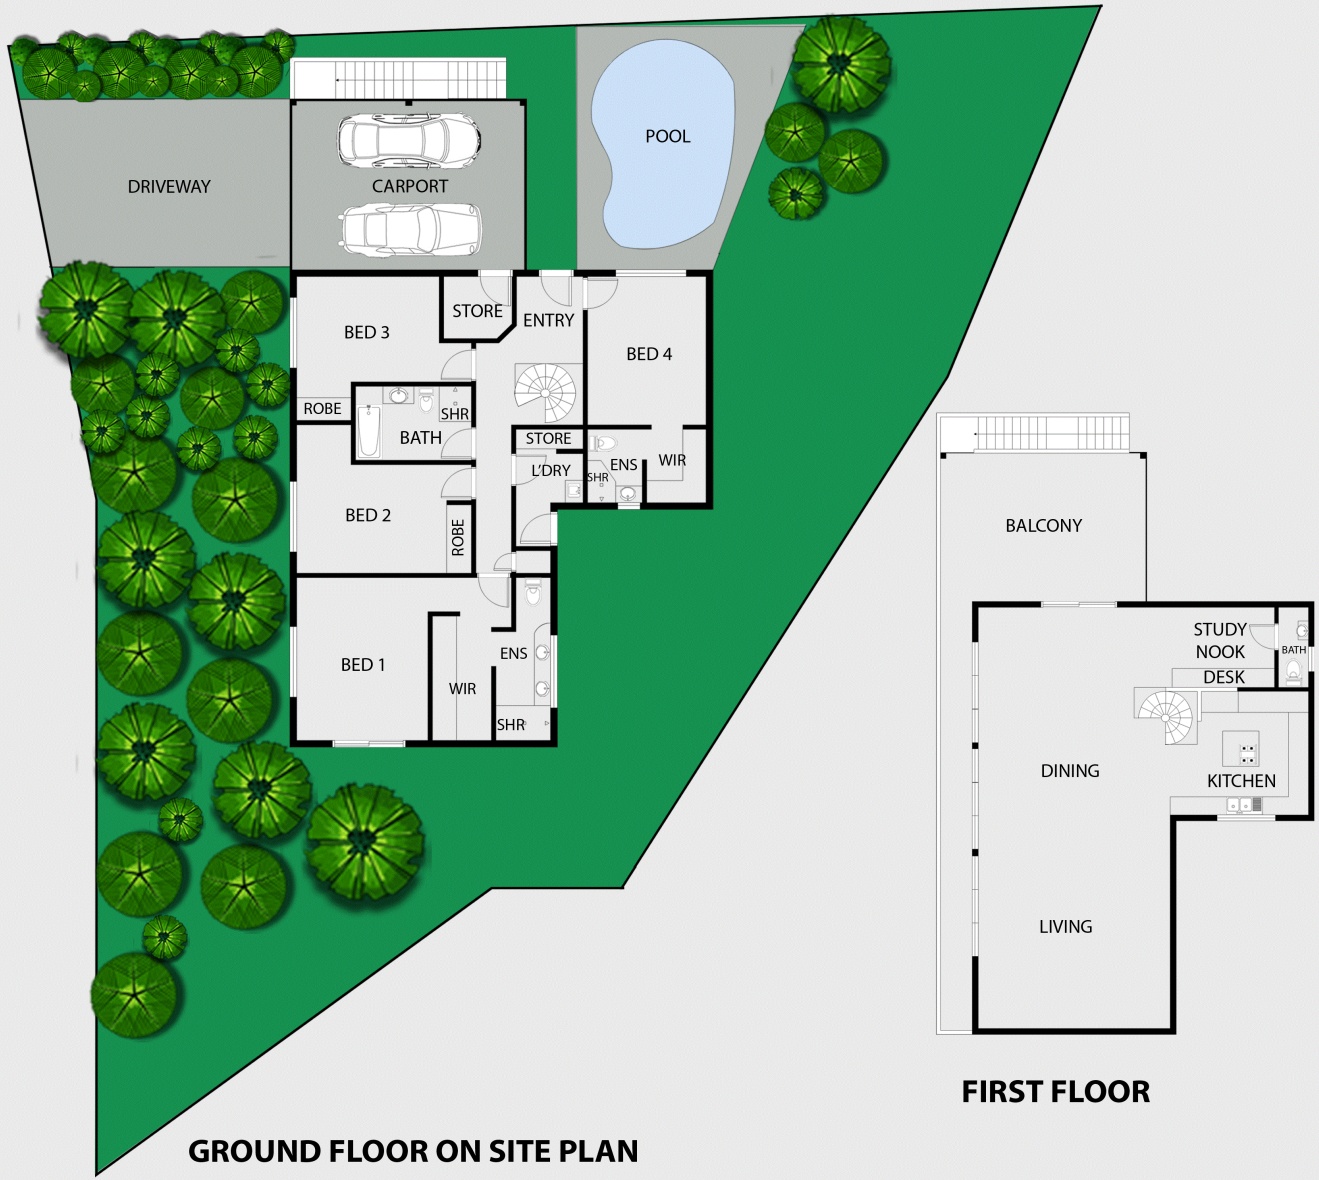 POOL
DRIVEWAY
CARPORT
STORE
ENTRY
BED 3
BED 4
ROBE
SHR
BATH
STORE
L'DRY
ENS
WIR
SHR
BED 2
ROBE
BED 1
ENS
WIR
SHR
BALCONY
STUDY
NOOK
BATH
DESK
DINING
KITCHEN
LIVING
FIRST FLOOR
GROUND FLOOR ON SITE PLAN